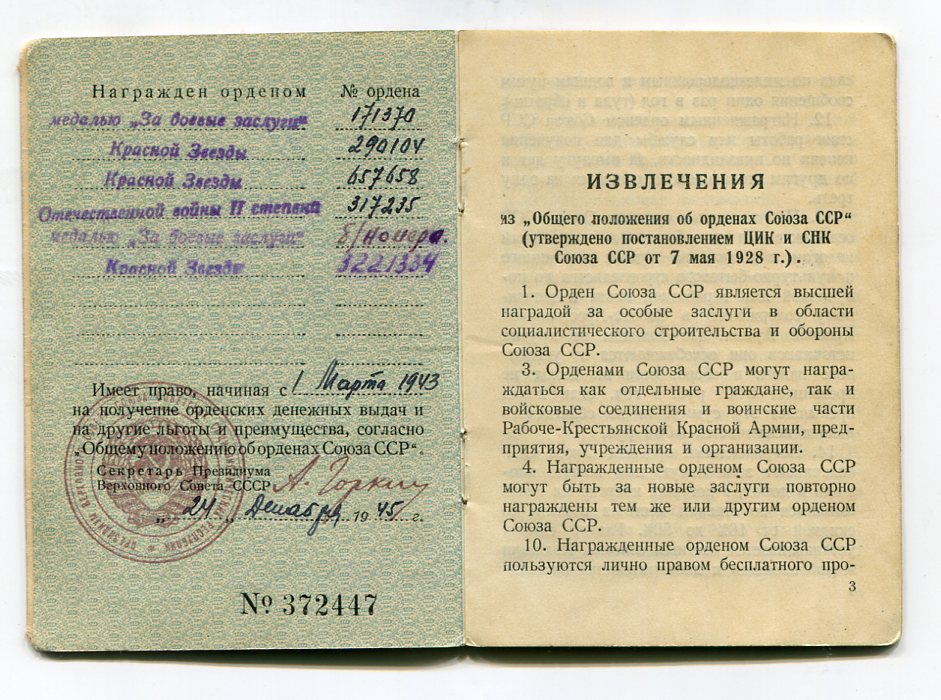 Награжден орденом № ордена
медалью „За боевые заслуги“ 171370
Красной Звезды 290104
Красной Звезды 657658
Отечественной войны II степени 317235
медалью „За боевые заслуги“ б/номера.
Красной Звезды 3221334
Имеет право, начиная с 1 Марта 1943
на получение орденских денежных выдач и
на другие льготы и преимущества, согласно
„Общему положению об орденах Союза ССР“.
Секретарь Президиума
Верховного Совета СССР А. Горкин
„24„ Декабря 1945 г.
№ 372447
ИЗВЛЕЧЕНИЯ
из „Общего положения об орденах Союза ССР“
(утверждено постановлением ЦИК и СНК
Союза ССР от 7 мая 1928 г.).
1. Орден Союза ССР является высшей
наградой за особые заслуги в области
социалистического строительства и обороны
Союза ССР.
3. Орденами Союза ССР могут награ-
ждаться как отдельные граждане, так и
войсковые соединения и воинские части
Рабоче-Крестьянской Красной Армии, пред-
приятия, учреждения и организации.
4. Награжденные орденом Союза ССР
могут быть за новые заслуги повторно
награждены тем же или другим орденом
Союза ССР.
10. Награжденные орденом Союза ССР
пользуются лично правом бесплатного про-
3